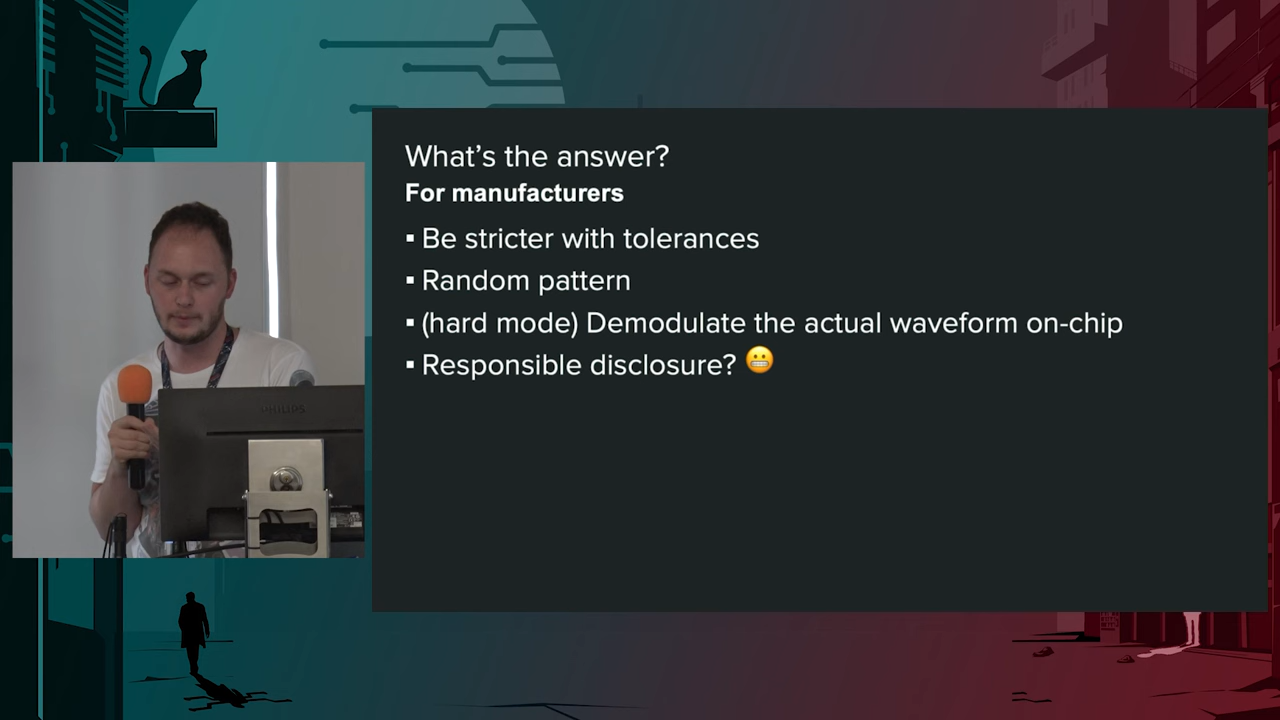 What's the answer?
For manufacturers
▪ Be stricter with tolerances
▪ Random pattern
▪ (hard mode) Demodulate the actual waveform on-chip
▪ Responsible disclosure? 😬
PHILIPS